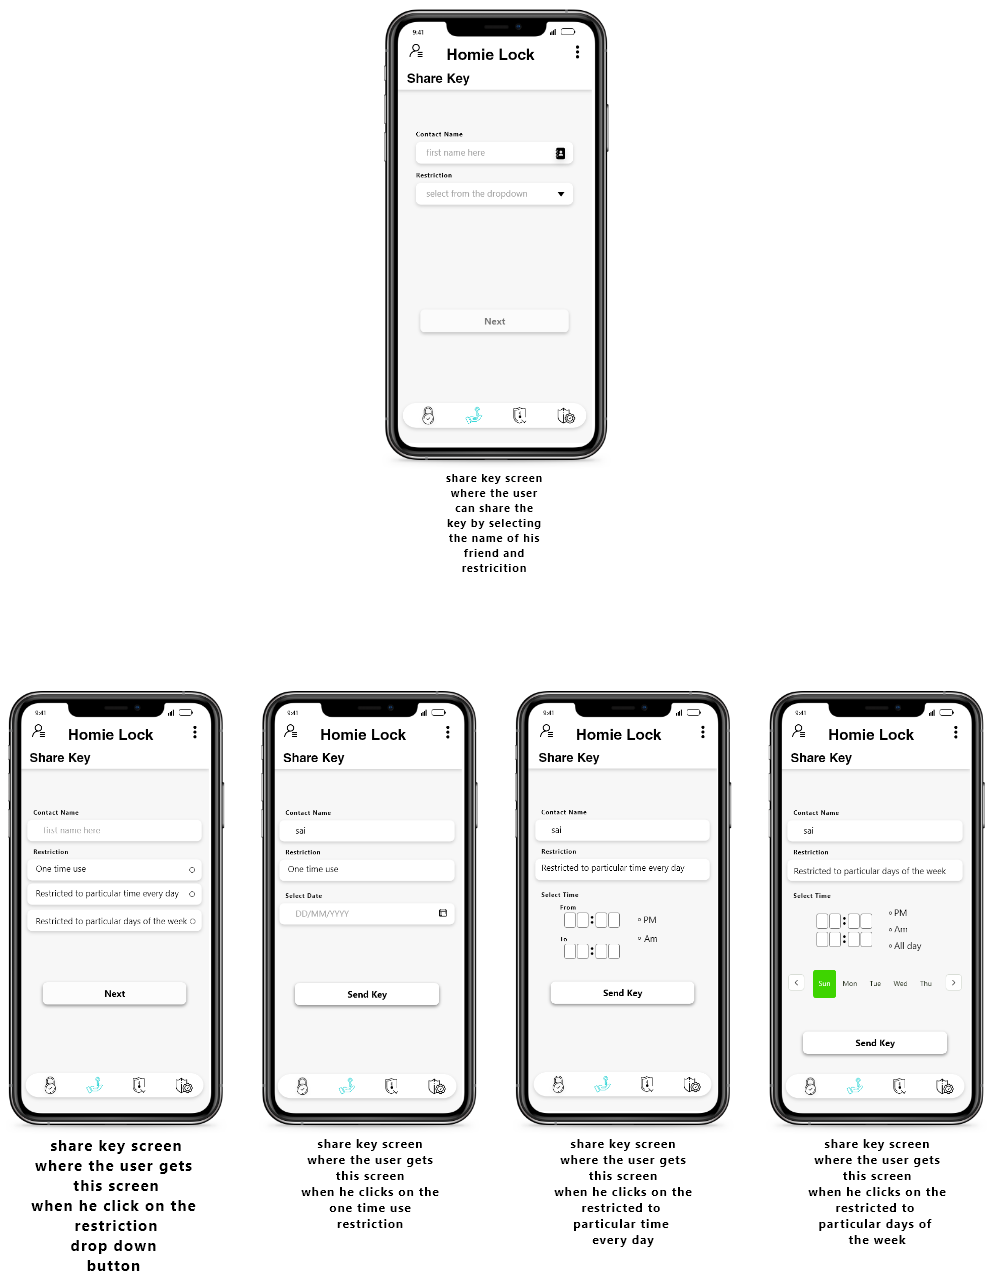 9:41
Homie Lock
Share Key
Contact Name
first name here
Restriction
select from the dropdown
Next
share key screen
where the user
can share the
key by selecting
the name of his
friend and
restricition
9:41
Homie Lock
Share Key
Contact Name
first name here
Restriction
One time use
Restricted to particular time every day
Restricted to particular days of the week
Next
share key screen
where the user gets
this screen
when he click on the
restriction
drop down
button
9:41
Homie Lock
Share Key
Contact Name
sai
Restriction
One time use
Select Date
DD/MM/YYYY
Send Key
share key screen
where the user gets
this screen
when he clicks on the
one time use
restriction
9:41
Homie Lock
Share Key
Contact Name
sai
Restriction
Restricted to particular time every day
Select Time
From
: PM
To Am
:
Send Key
share key screen
where the user gets
this screen
when he clicks on the
restricted to
particular time
every day
9:41
Homie Lock
Share Key
Contact Name
sai
Restriction
Restricted to particular days of the week
Select Time
: PM
: Am
All day
< Sun Mon Tue Wed Thu >
Send Key
share key screen
where the user gets
this screen
when he clicks on the
restricted to
particular days of
the week